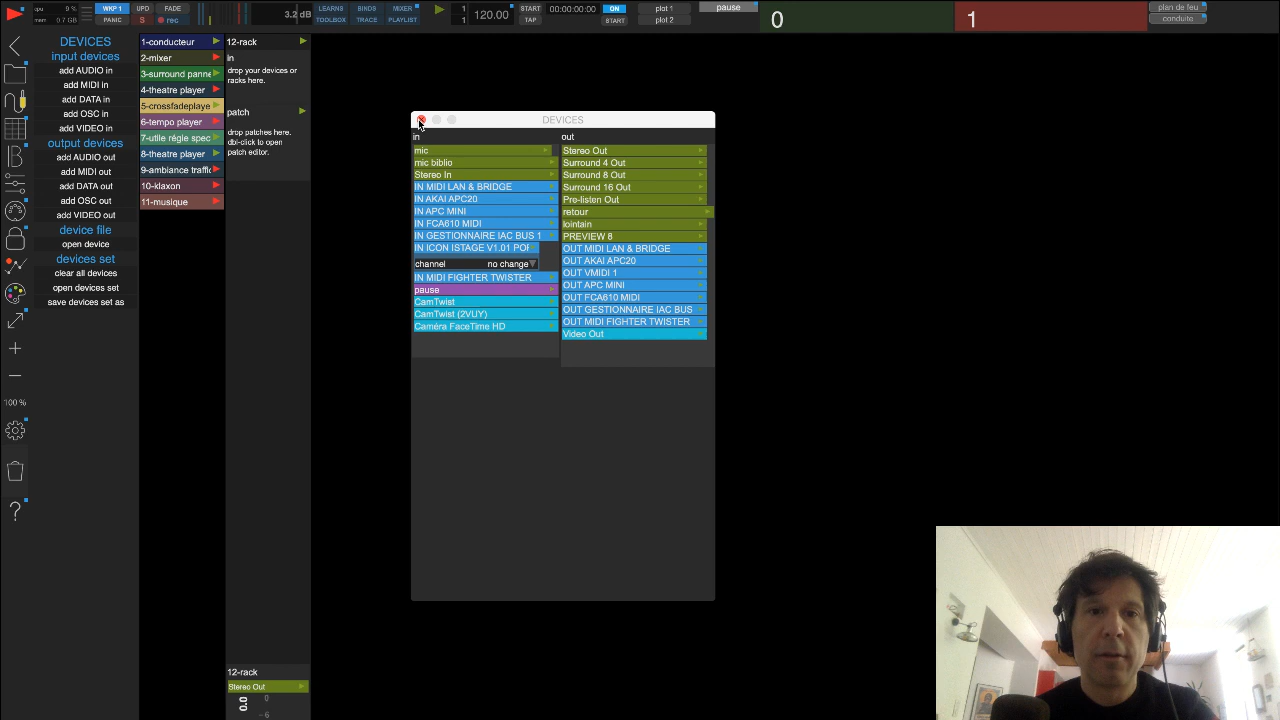 cpu 9 %
mem 0.7 GB
WKP 1 UFO FADE
PANIC S rec
3.2 dB
LEARNS BINDS MIXER
TOOLBOX TRACE PLAYLIST
1
1
120.00
START
TAP
00:00:00:00
ON
START
plot 1
plot 2
pause
0
1
plan de feu
conduite
DEVICES
input devices
add AUDIO in
add MIDI in
add DATA in
add OSC in
add VIDEO in
output devices
add AUDIO out
add MIDI out
add DATA out
add OSC out
add VIDEO out
device file
open device
devices set
clear all devices
open devices set
save devices set as
100 %
?
1-conducteur
2-mixer
3-surround panne
4-theatre player
5-crossfadeplaye
6-tempo player
7-utile régie spec
8-theatre player
9-ambiance traffic
10-klaxon
11-musique
12-rack
in
drop your devices or
racks here.
patch
drop patches here.
dbl-click to open
patch editor.
12-rack
Stereo Out
0.0
0
-6
DEVICES
in
mic
mic biblio
Stereo In
IN MIDI LAN & BRIDGE
IN AKAI APC20
IN APC MINI
IN FCA610 MIDI
IN GESTIONNAIRE IAC BUS 1
IN ICON ISTAGE V1.01 POF
channel no change
IN MIDI FIGHTER TWISTER
pause
CamTwist
CamTwist (2VUY)
Caméra FaceTime HD
out
Stereo Out
Surround 4 Out
Surround 8 Out
Surround 16 Out
Pre-listen Out
retour
lointain
PREVIEW 8
OUT MIDI LAN & BRIDGE
OUT AKAI APC20
OUT VMIDI 1
OUT APC MINI
OUT FCA610 MIDI
OUT GESTIONNAIRE IAC BUS
OUT MIDI FIGHTER TWISTER
Video Out